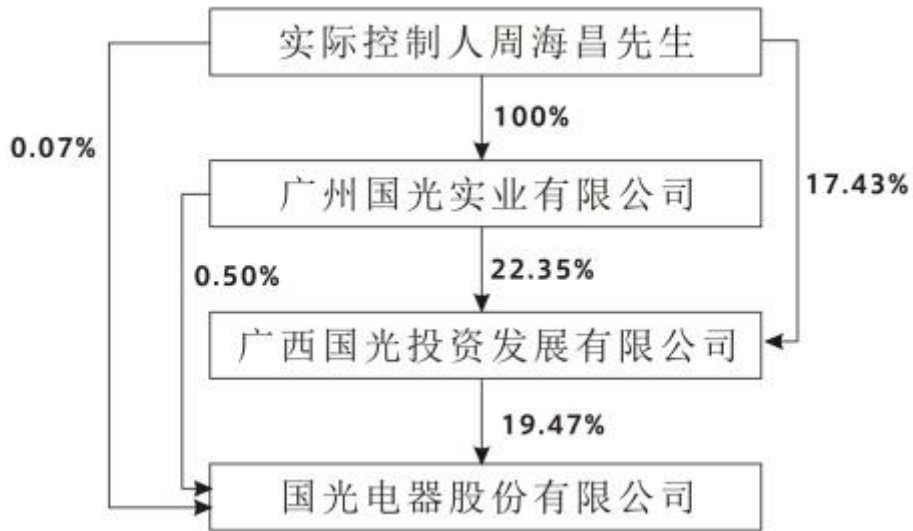 实际控制人周海昌先生
100%
0.07%
广州国光实业有限公司
17.43%
0.50%
22.35%
广西国光投资发展有限公司
19.47%
国光电器股份有限公司